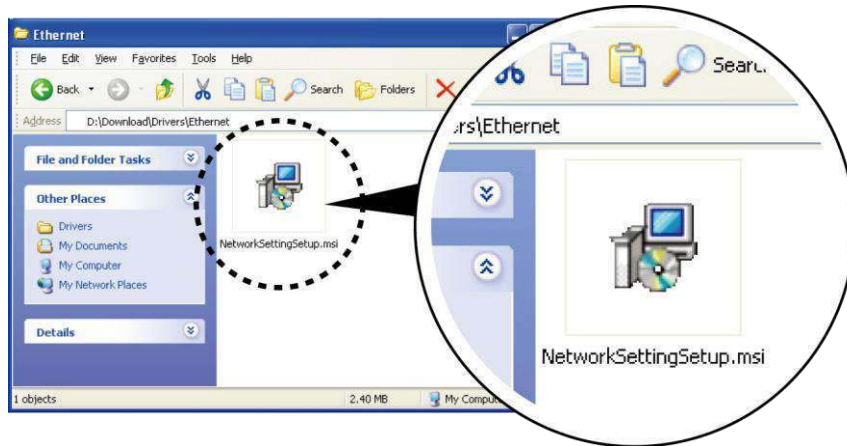 Ethernet
File Edit View Favorites Tools Help
Back Search Folders
Address D:\Download\Drivers\Ethernet
File and Folder Tasks
Other Places
Drivers
My Documents
My Computer
My Network Places
Details
NetworkSettingSetup.msi
1 objects 2.40 MB My Comput
Searc
ers\Ethernet
NetworkSettingSetup.msi